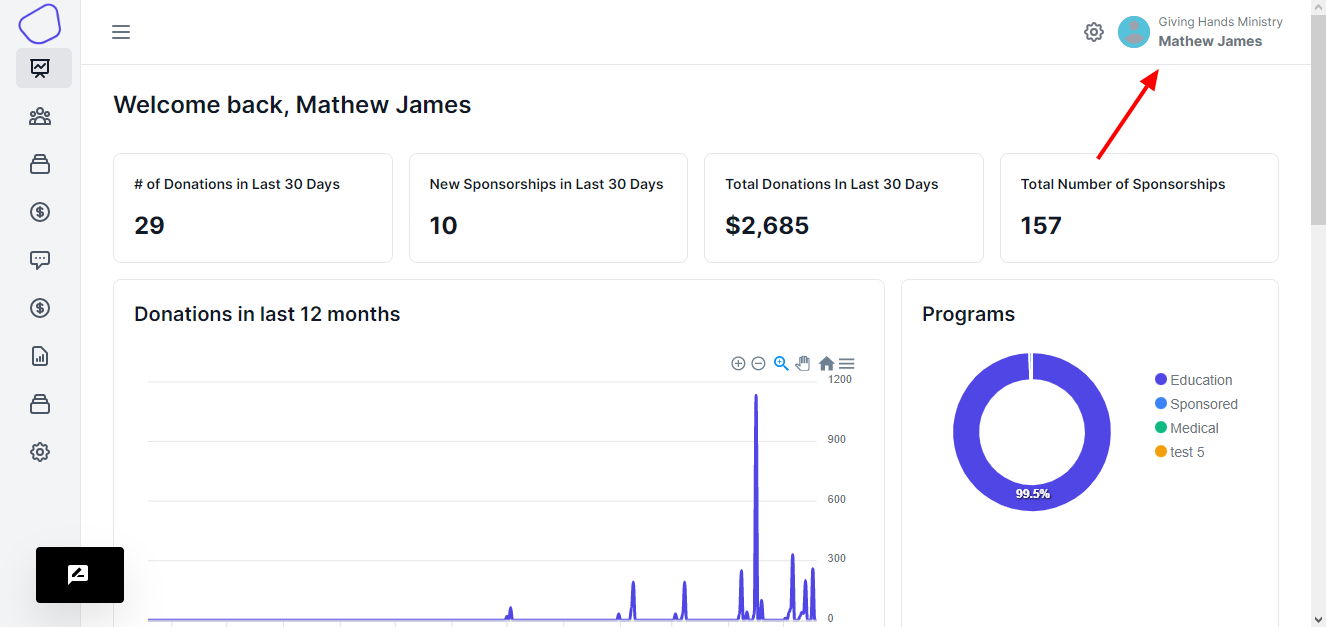 Giving Hands Ministry
Mathew James
Welcome back, Mathew James
# of Donations in Last 30 Days
29
New Sponsorships in Last 30 Days
10
Total Donations In Last 30 Days
$2,685
Total Number of Sponsorships
157
Donations in last 12 months
1200
900
600
300
0
Programs
99.5%
Education
Sponsored
Medical
test 5